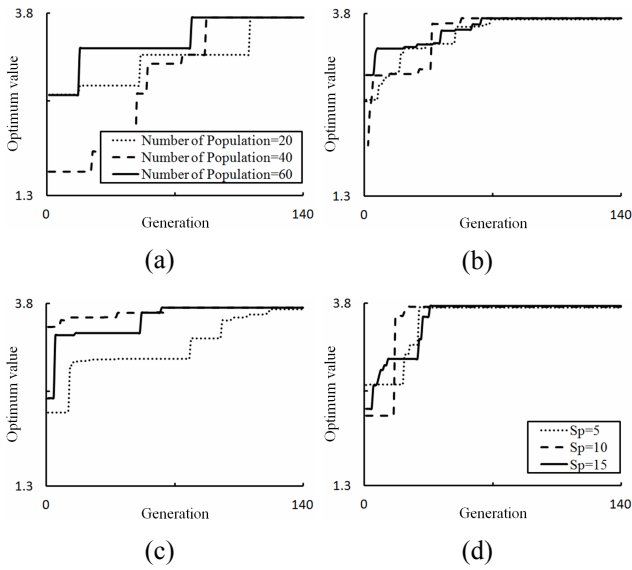 3.8
Optimum value
Number of Population=20
Number of Population=40
Number of Population=60
1.3
0
Generation
140
(a)
3.8
Optimum value
1.3
0
Generation
140
(b)
3.8
Optimum value
1.3
0
Generation
140
(c)
3.8
Optimum value
Sp=5
Sp=10
Sp=15
1.3
0
Generation
140
(d)